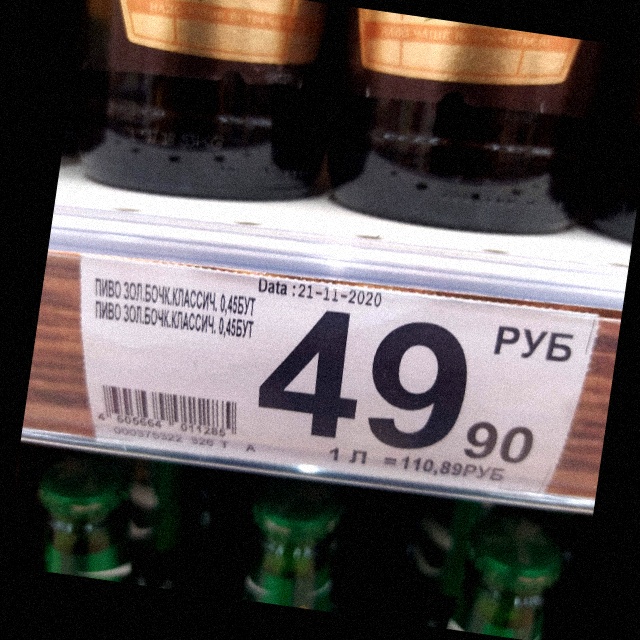 ПИВО ЗОЛ.БОЧК.КЛАССИЧ. 0,45БУТ
ПИВО ЗОЛ.БОЧК.КЛАССИЧ. 0,45БУТ
Data :21-11-2020
49 90
РУБ
1 Л =110,89РУБ